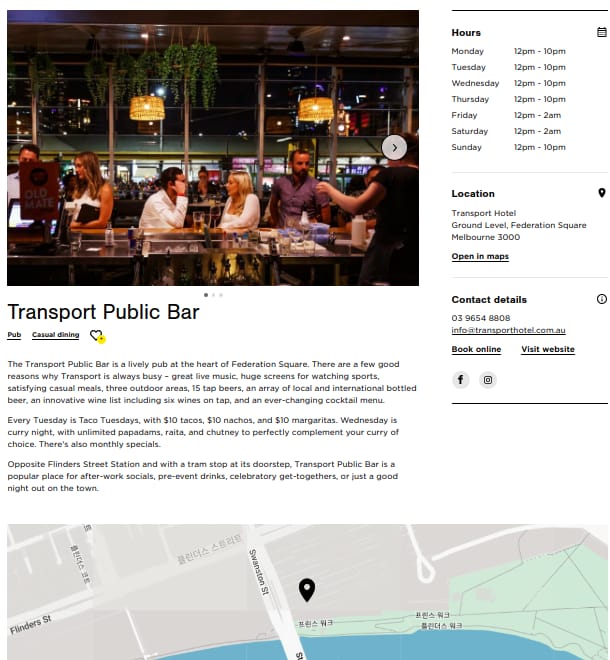 OLD
MATE
Transport Public Bar
Pub Casual dining
The Transport Public Bar is a lively pub at the heart of Federation Square. There are a few good
reasons why Transport is always busy – great live music, huge screens for watching sports,
satisfying casual meals, three outdoor areas, 15 tap beers, an array of local and international bottled
beer, an innovative wine list including six wines on tap, and an ever-changing cocktail menu.
Every Tuesday is Taco Tuesdays, with $10 tacos, $10 nachos, and $10 margaritas. Wednesday is
curry night, with unlimited papadams, raita, and chutney to perfectly complement your curry of
choice. There's also monthly specials.
Opposite Flinders Street Station and with a tram stop at its doorstep, Transport Public Bar is a
popular place for after-work socials, pre-event drinks, celebratory get-togethers, or just a good
night out on the town.
Hours
Monday 12pm - 10pm
Tuesday 12pm - 10pm
Wednesday 12pm - 10pm
Thursday 12pm - 10pm
Friday 12pm - 2am
Saturday 12pm - 2am
Sunday 12pm - 10pm
Location
Transport Hotel
Ground Level, Federation Square
Melbourne 3000
Open in maps
Contact details
03 9654 8808
info@transporthotel.com.au
Book online Visit website
플린더스 스트리트
플린더스 코트
Swanston St
Flinders St
프린스 워크
프린스 워크
플린더스 워크
St